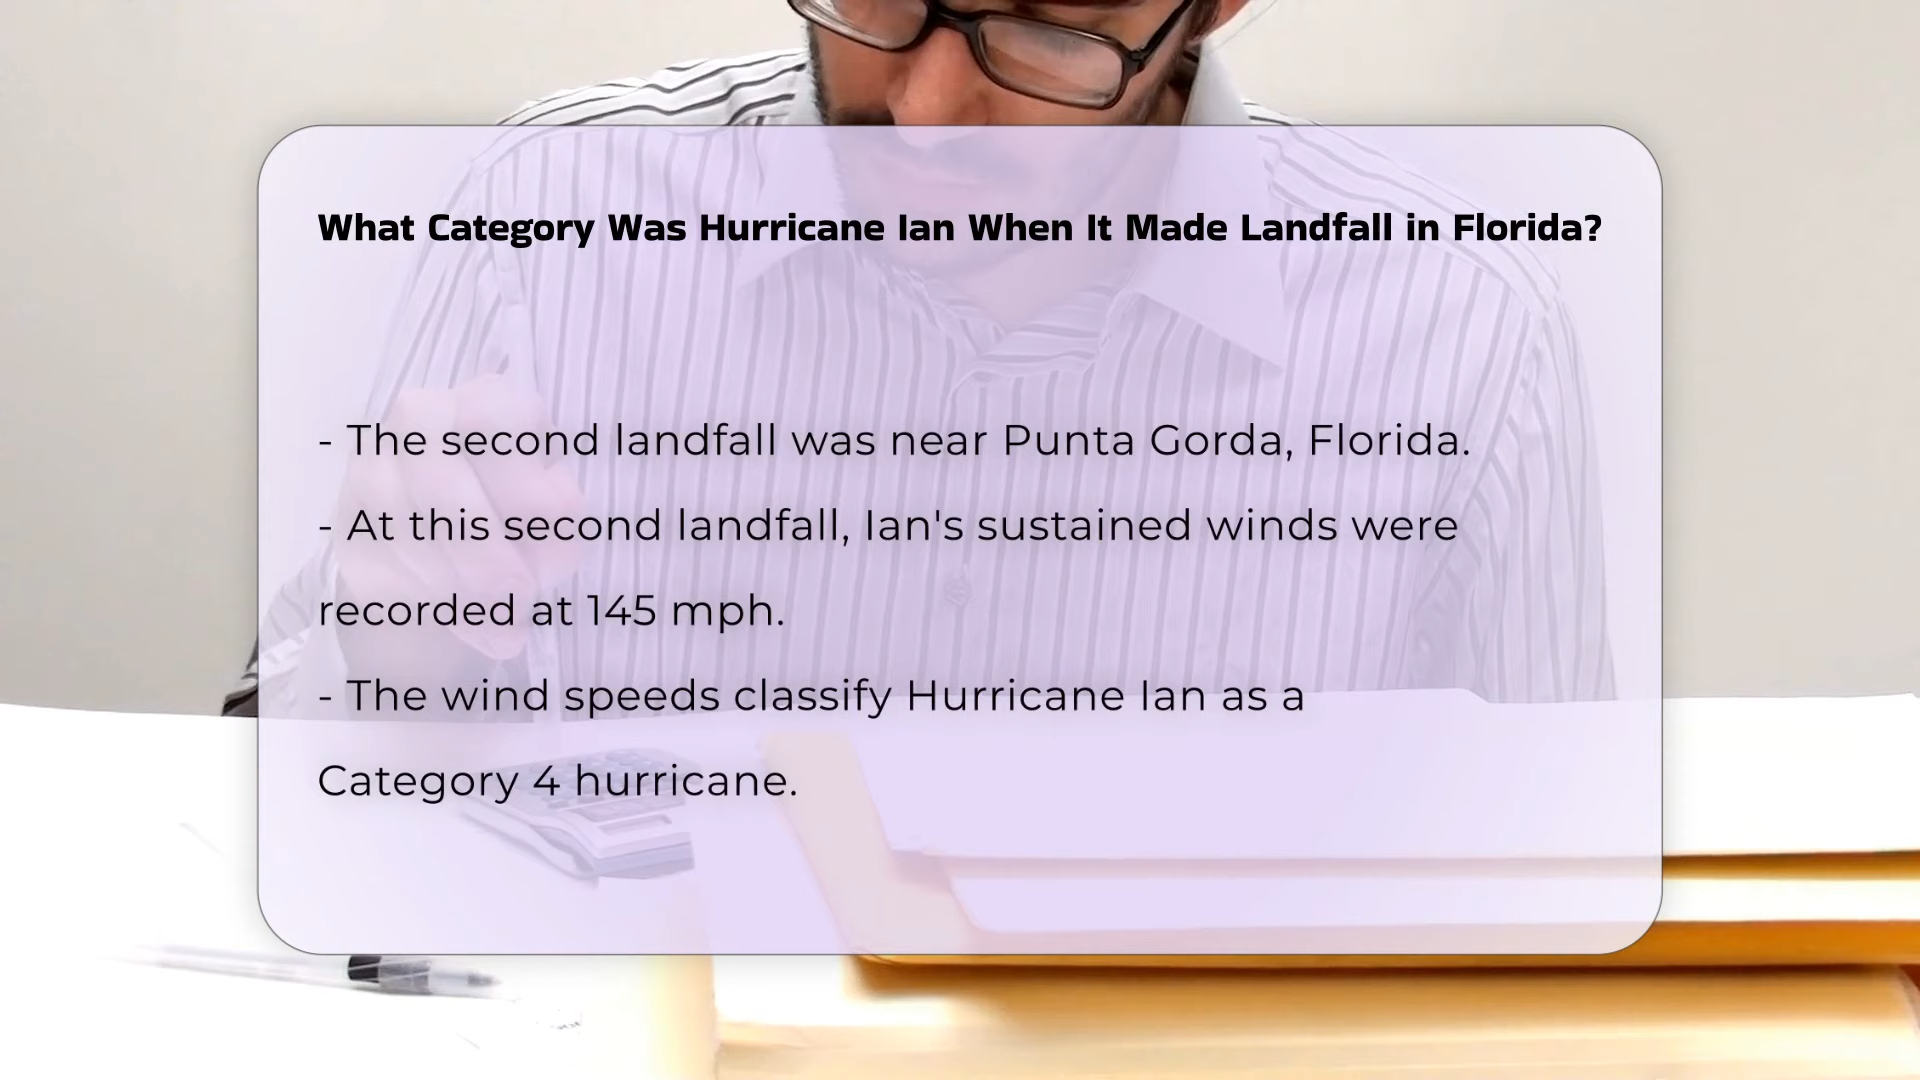 What Category Was Hurricane Ian When It Made Landfall in Florida?
- The second landfall was near Punta Gorda, Florida.
- At this second landfall, Ian's sustained winds were
recorded at 145 mph.
- The wind speeds classify Hurricane Ian as a
Category 4 hurricane.